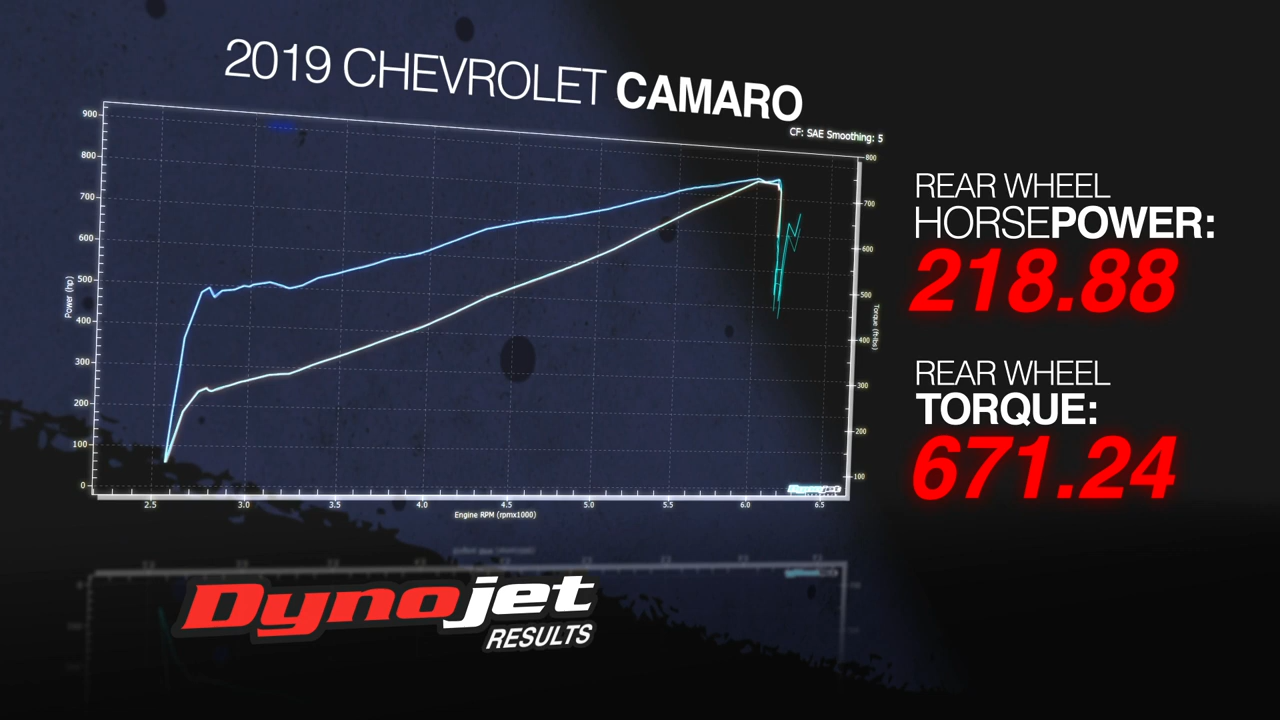 2019 CHEVROLET CAMARO
CF: SAE Smoothing: 5
900
800
700
600
500
400
300
200
100
0
Power (hp)
800
700
600
500
400
300
200
100
Torque (ft-lbs)
2.5 3.0 3.5 4.0 4.5 5.0 5.5 6.0 6.5
Engine RPM (rpmx1000)
REAR WHEEL
HORSEPOWER:
218.88
REAR WHEEL
TORQUE:
671.24
Dynojet
RESULTS